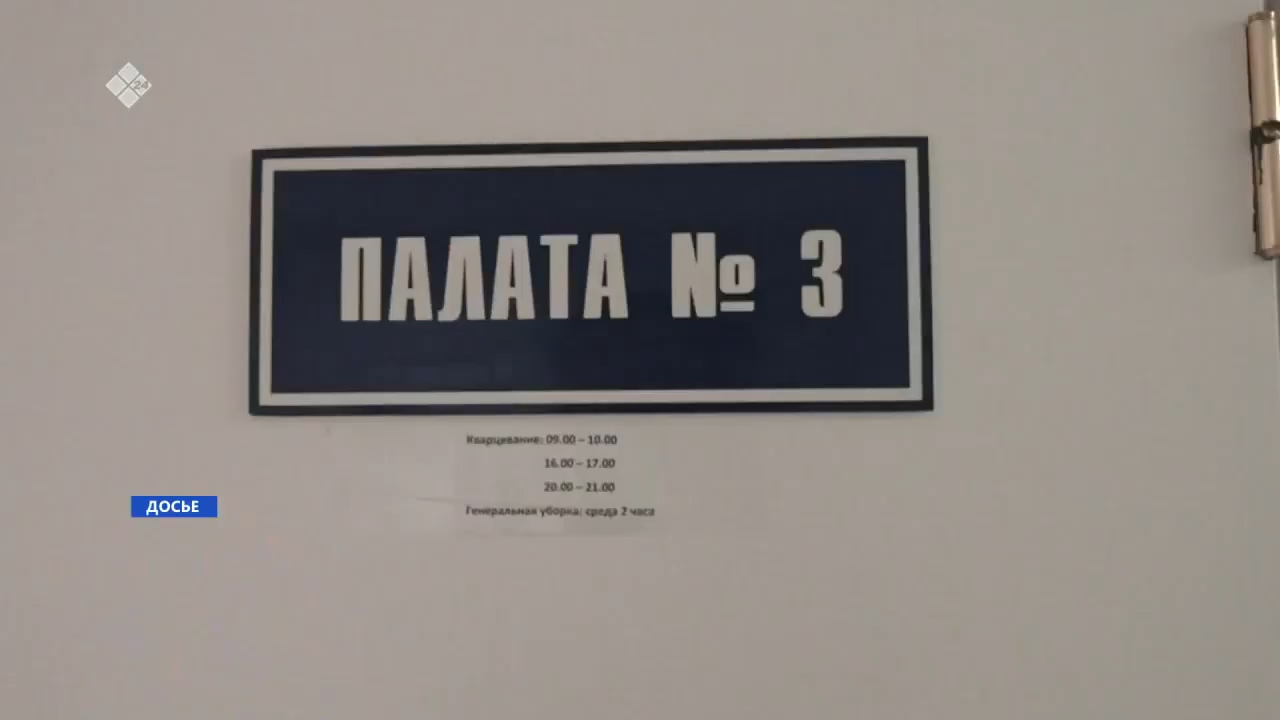 24
ПАЛАТА № 3
Кварцевание: 09.00 – 10.00
16.00 – 17.00
20.00 – 21.00
ДОСЬЕ
Генеральная уборка: среда 2 часа